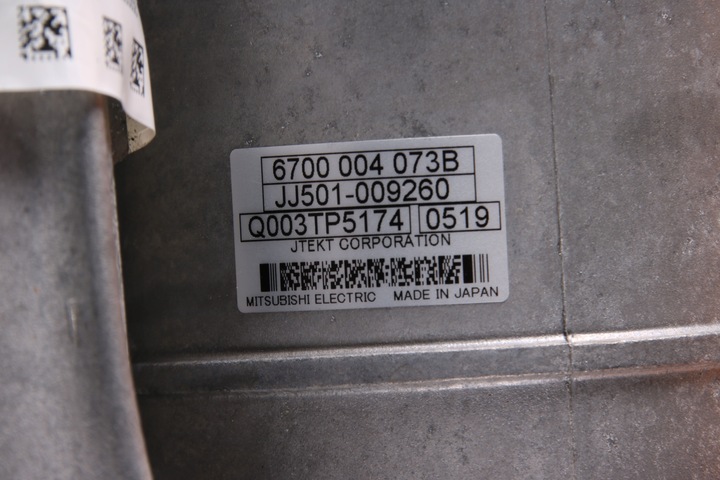 6700 004 073B
JJ501-009260
Q003TP5174 0519
JTEKT CORPORATION
MITSUBISHI ELECTRIC MADE IN JAPAN